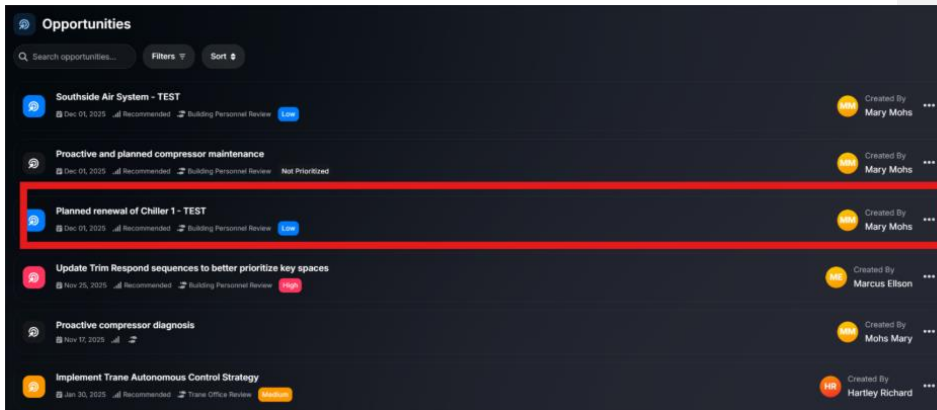 Opportunities
Search opportunities...
Filters
Sort
Southside Air System - TEST
Dec 01, 2025 Recommended Building Personnel Review Low
MM
Created By
Mary Mohs
Proactive and planned compressor maintenance
Dec 01, 2025 Recommended Building Personnel Review Not Prioritized
MM
Created By
Mary Mohs
Planned renewal of Chiller 1 - TEST
Dec 01, 2025 Recommended Building Personnel Review Low
MM
Created By
Mary Mohs
Update Trim Respond sequences to better prioritize key spaces
Nov 25, 2025 Recommended Building Personnel Review High
ME
Created By
Marcus Ellson
Proactive compressor diagnosis
Nov 17, 2025
MM
Created By
Mohs Mary
Implement Trane Autonomous Control Strategy
Jan 30, 2025 Recommended Trane Office Review Medium
HR
Created By
Hartley Richard